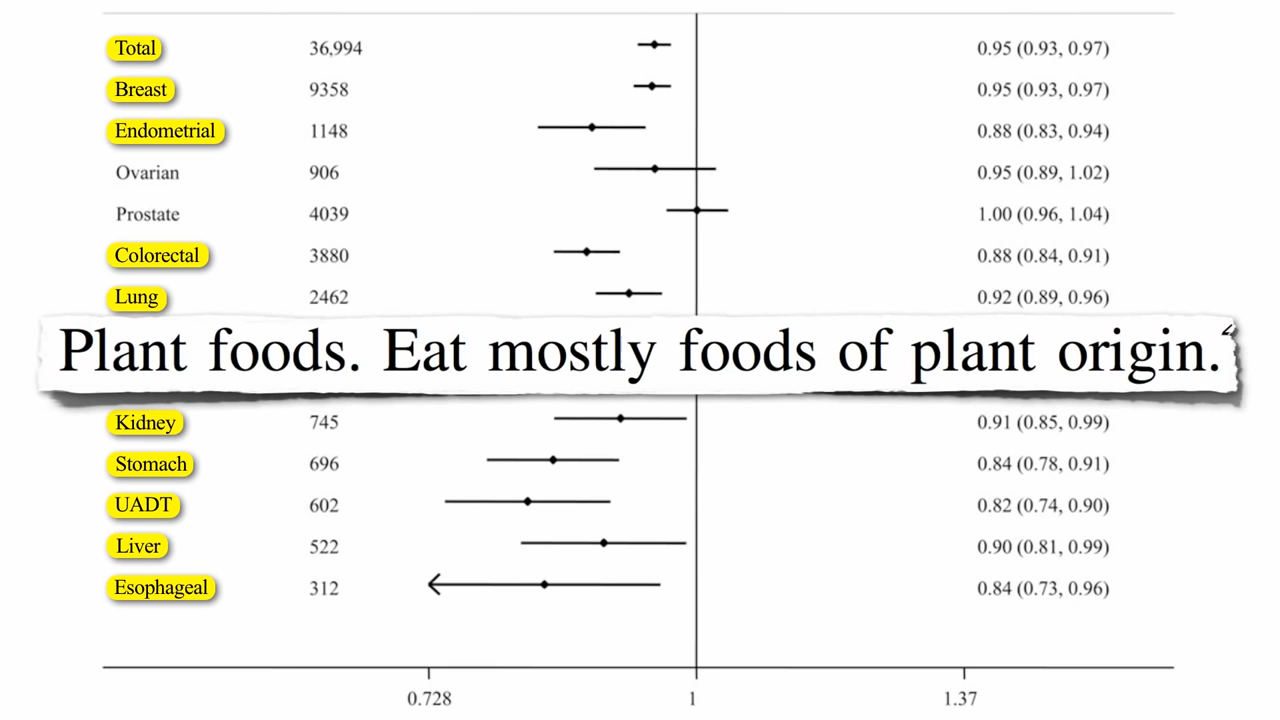 Total 36,994 0.95 (0.93, 0.97)
Breast 9358 0.95 (0.93, 0.97)
Endometrial 1148 0.88 (0.83, 0.94)
Ovarian 906 0.95 (0.89, 1.02)
Prostate 4039 1.00 (0.96, 1.04)
Colorectal 3880 0.88 (0.84, 0.91)
Lung 2462 0.92 (0.89, 0.96)
Plant foods. Eat mostly foods of plant origin.
Kidney 745 0.91 (0.85, 0.99)
Stomach 696 0.84 (0.78, 0.91)
UADT 602 0.82 (0.74, 0.90)
Liver 522 0.90 (0.81, 0.99)
Esophageal 312 0.84 (0.73, 0.96)
0.728 1 1.37